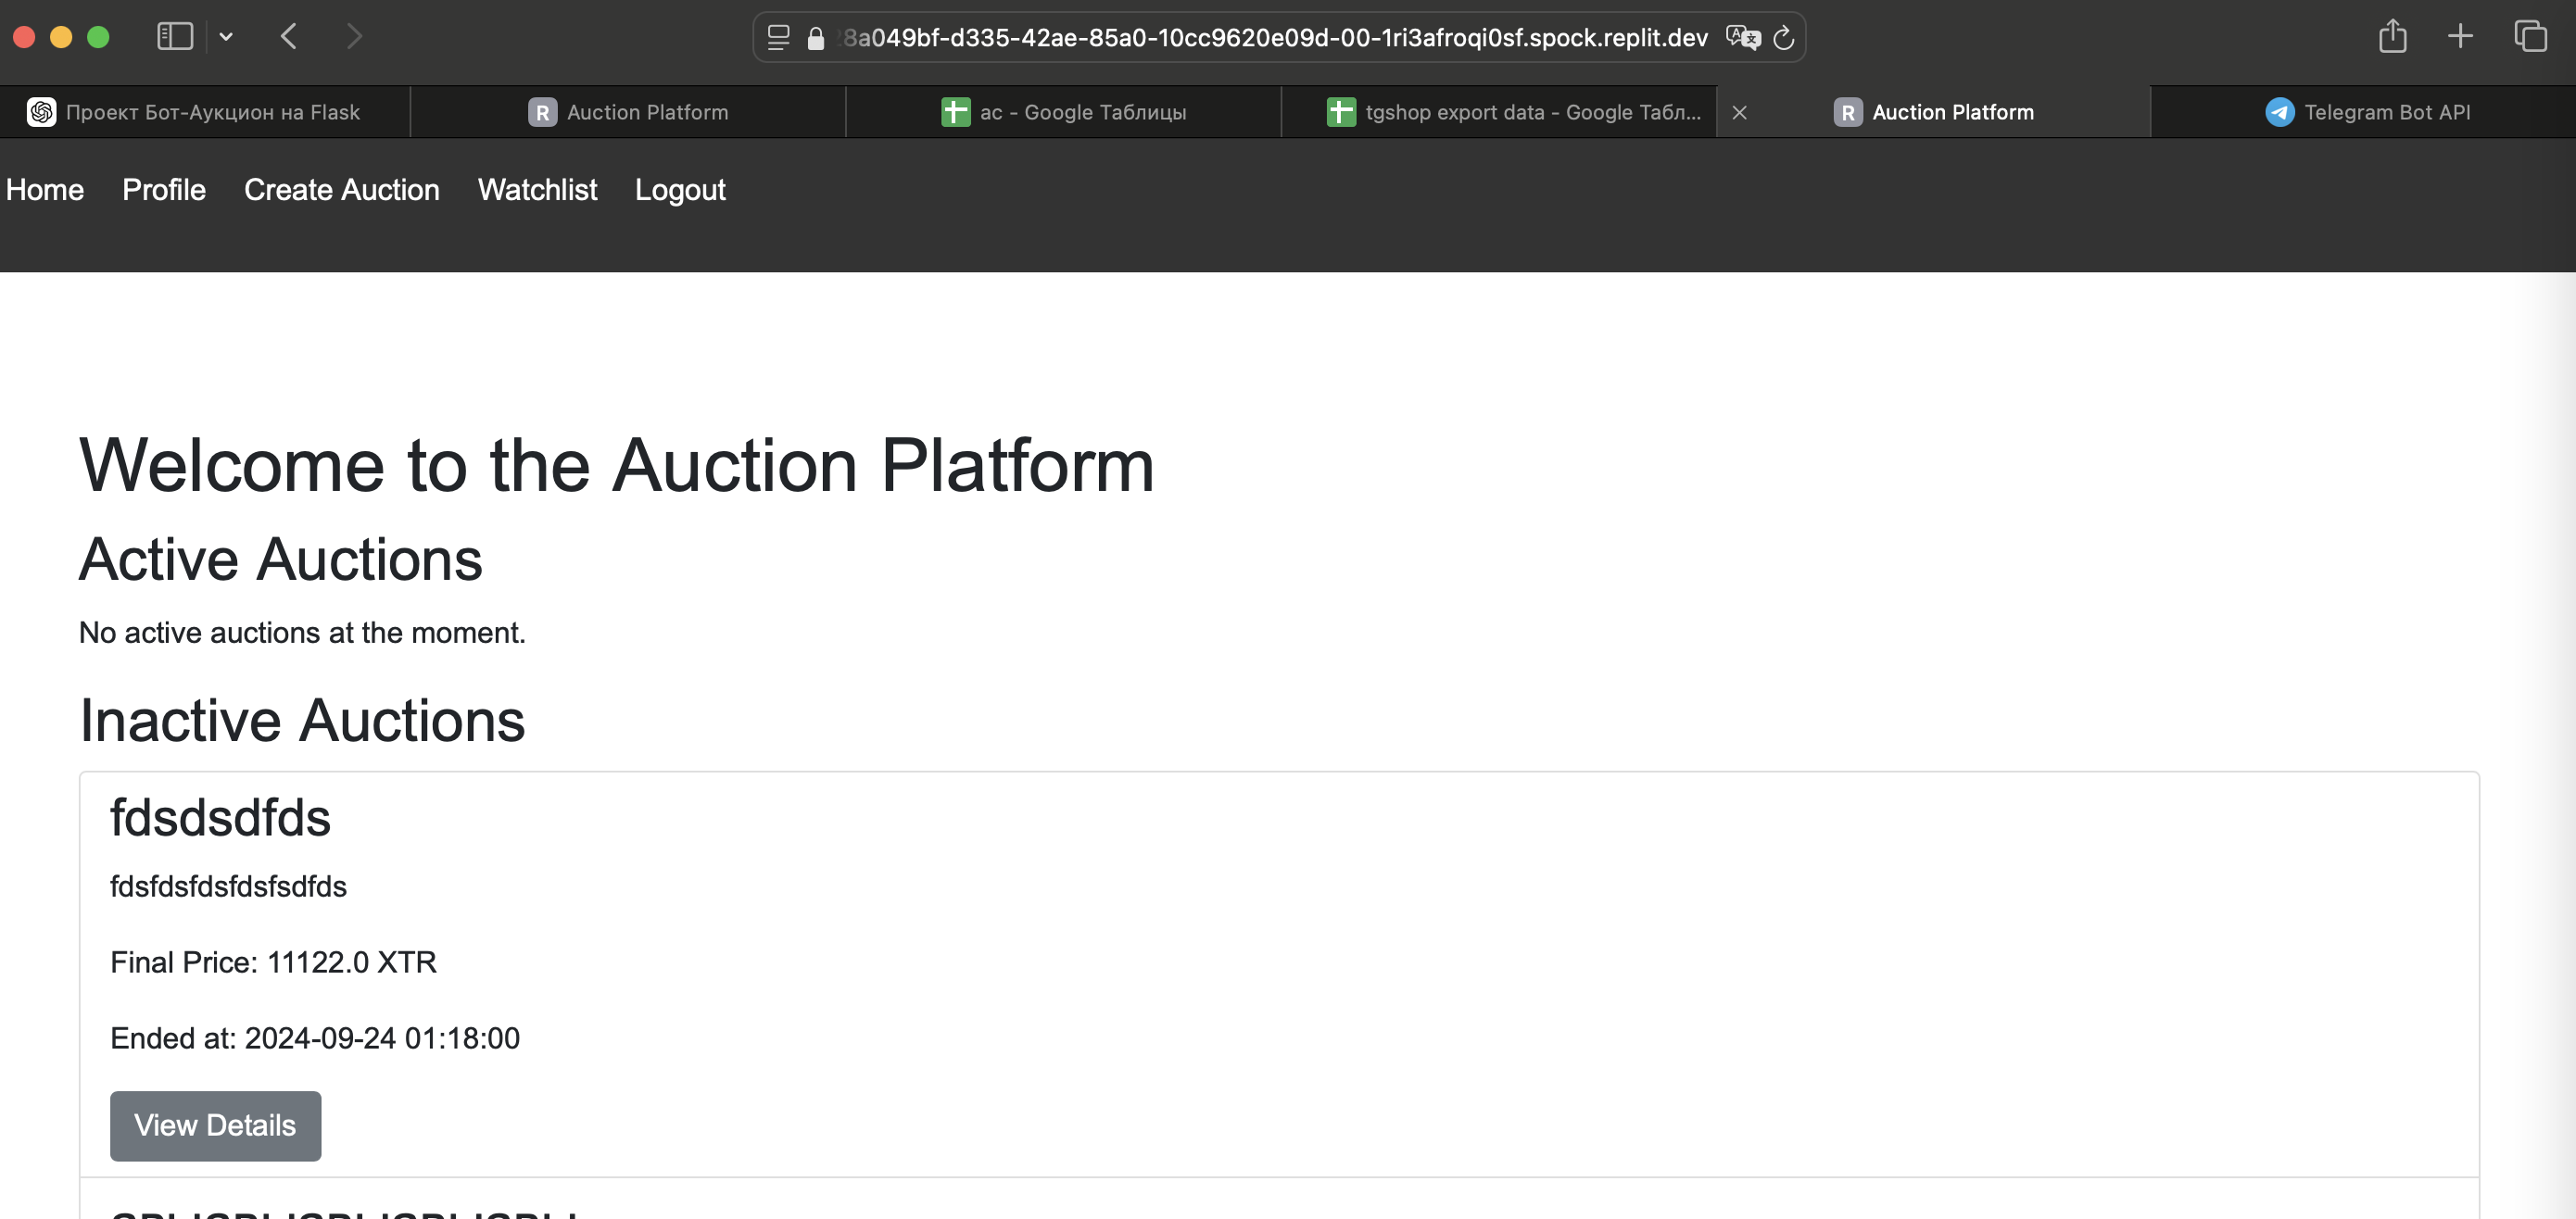 8a049bf-d335-42ae-85a0-10cc9620e09d-00-1ri3afroqi0sf.spock.replit.dev
Проект Бот-Аукцион на Flask
R Auction Platform
ac - Google Таблицы
tgshop export data - Google Табл...
R Auction Platform
Telegram Bot API
Home Profile Create Auction Watchlist Logout
Welcome to the Auction Platform
Active Auctions
No active auctions at the moment.
Inactive Auctions
fdsdsdfds
fdsfdsfdsfdsfsdfds
Final Price: 11122.0 XTR
Ended at: 2024-09-24 01:18:00
View Details